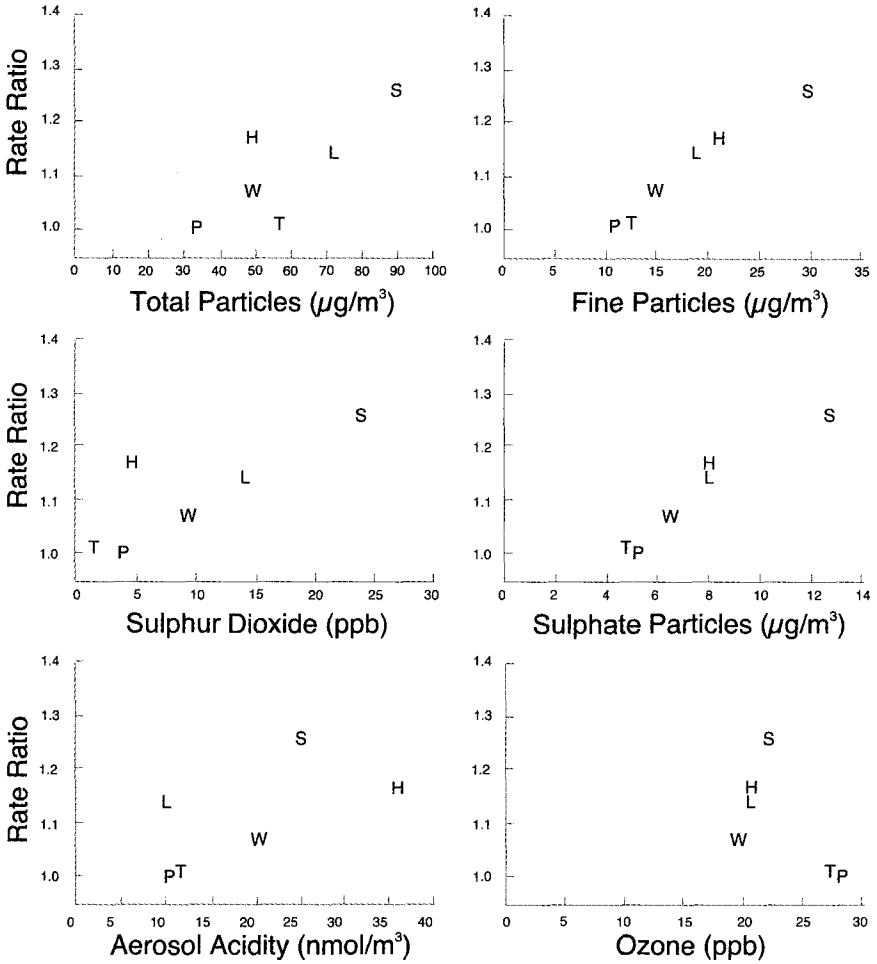 1.4
1.3
1.2
1.1
1.0
Rate Ratio
S
H
L
W
P
T
0 10 20 30 40 50 60 70 80 90 100
Total Particles (µg/m³)
1.4
1.3
1.2
1.1
1.0
S
H
L
W
P T
0 5 10 15 20 25 30 35
Fine Particles (µg/m³)
1.4
1.3
1.2
1.1
1.0
Rate Ratio
S
H
L
W
T P
0 5 10 15 20 25 30
Sulphur Dioxide (ppb)
1.4
1.3
1.2
1.1
1.0
S
H
L
W
T P
0 2 4 6 8 10 12 14
Sulphate Particles (µg/m³)
1.4
1.3
1.2
1.1
1.0
Rate Ratio
S
H
L
W
P T
0 5 10 15 20 25 30 35 40
Aerosol Acidity (nmol/m³)
1.4
1.3
1.2
1.1
1.0
S
H
L
W
T P
0 5 10 15 20 25 30
Ozone (ppb)